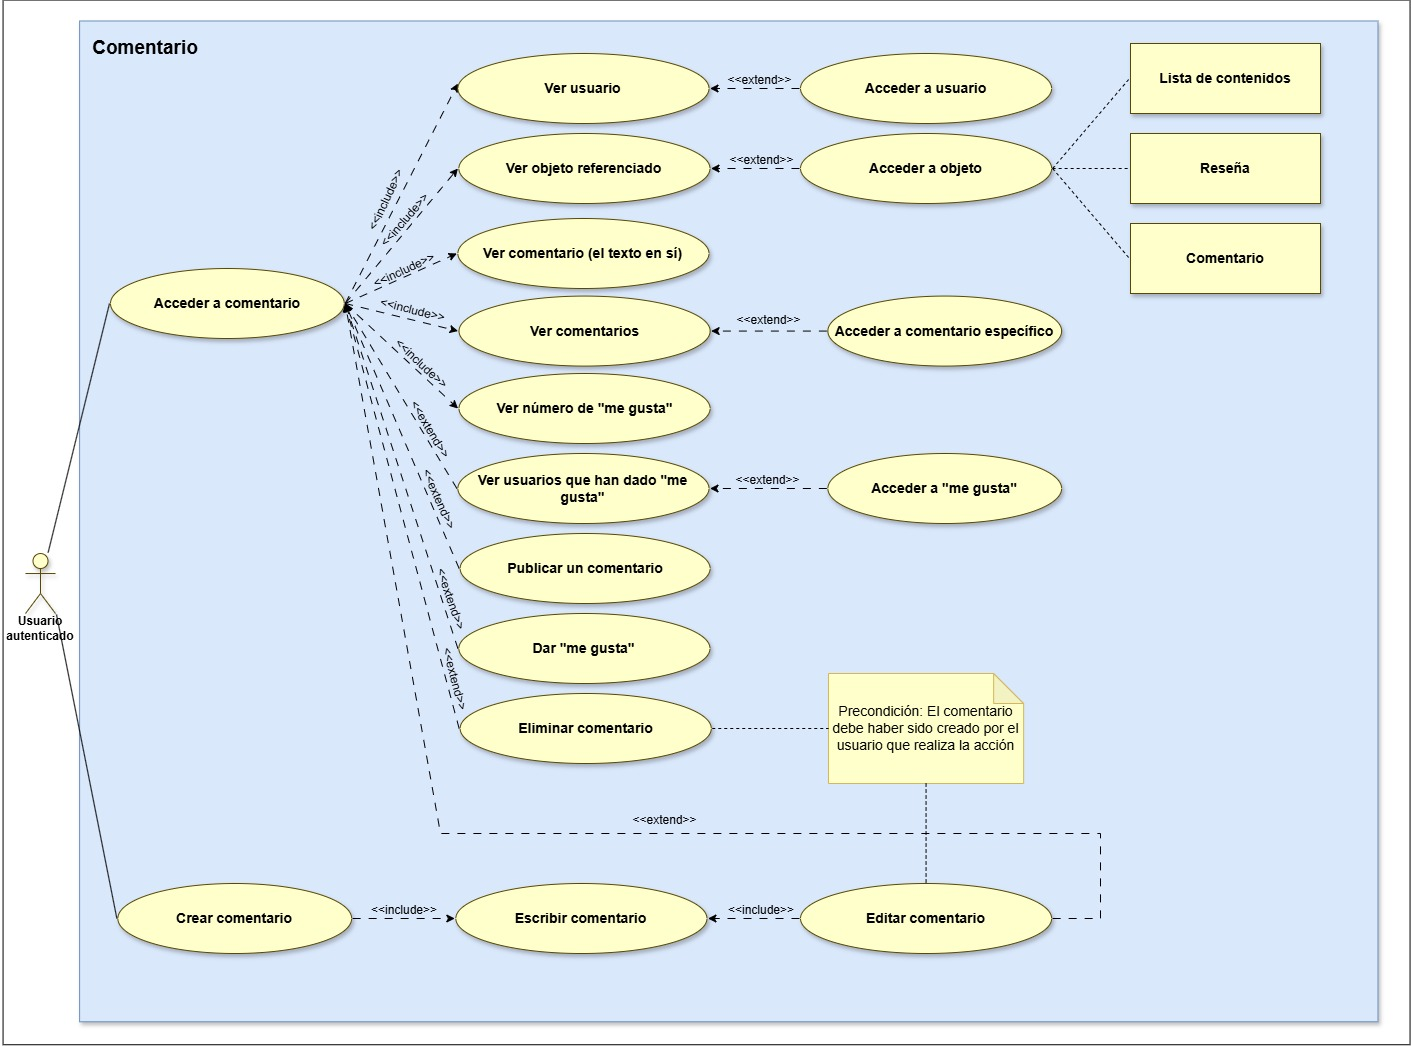 Comentario
Ver usuario
<<extend>>
Acceder a usuario
Lista de contenidos
<<include>>
Ver objeto referenciado
<<extend>>
Acceder a objeto
Reseña
<<include>>
Ver comentario (el texto en sí)
Comentario
<<include>>
Acceder a comentario
<<include>>
Ver comentarios
<<extend>>
Acceder a comentario específico
<<include>>
Ver número de "me gusta"
<<extend>>
Ver usuarios que han dado "me
gusta"
<<extend>>
Acceder a "me gusta"
<<extend>>
Publicar un comentario
<<extend>>
Usuario
autenticado
Dar "me gusta"
<<extend>>
Eliminar comentario
Precondición: El comentario
debe haber sido creado por el
usuario que realiza la acción
<<extend>>
Crear comentario
<<include>>
Escribir comentario
<<include>>
Editar comentario